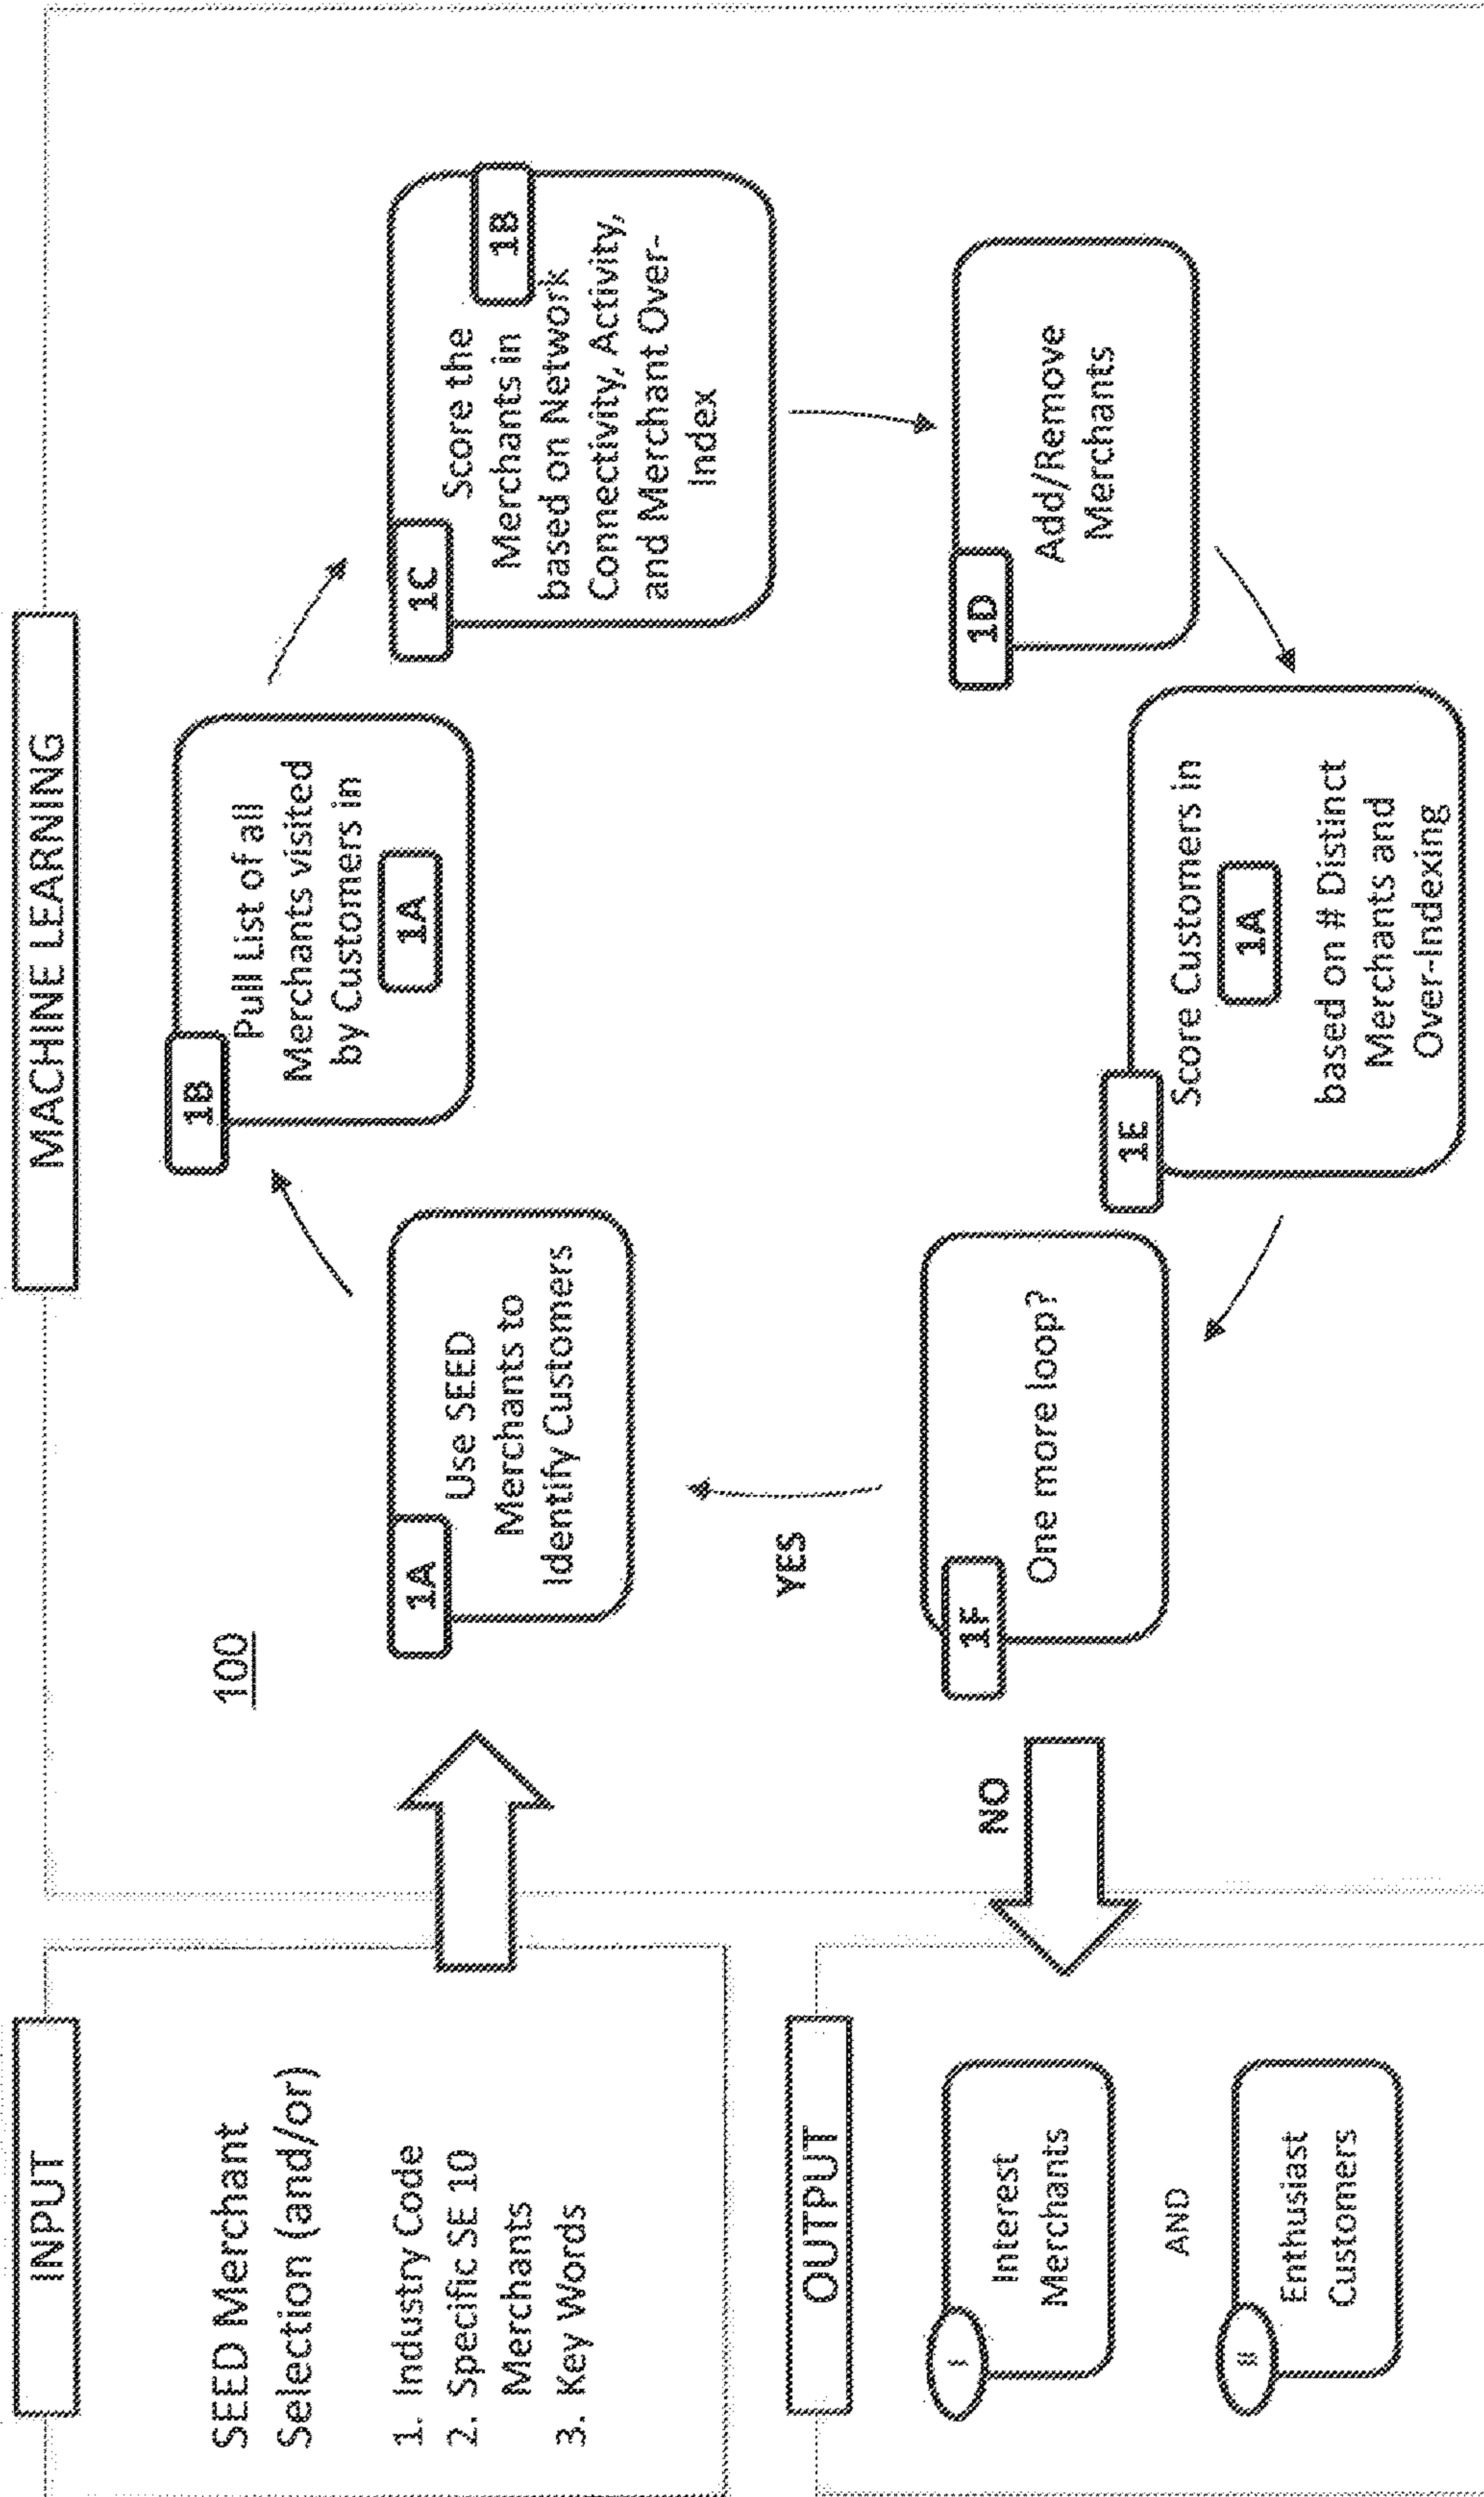 INPUT
SEED Merchant
Selection (and/or)
1. Industry Code
2. Specific SE 10
Merchants
3. Key Words
OUTPUT
I
Interest
Merchants
AND
II
Enthusiast
Customers
MACHINE LEARNING
100
1A
Use SEED
Merchants to
Identify Customers
1B
Pull List of all
Merchants visited
by Customers in
1A
1C
Score the
Merchants in 1B
based on Network
Connectivity, Activity,
and Merchant Over-
Index
1D
Add/Remove
Merchants
1E
Score Customers in
1A
based on # Distinct
Merchants and
Over-Indexing
1F
One more loop?
YES
NO